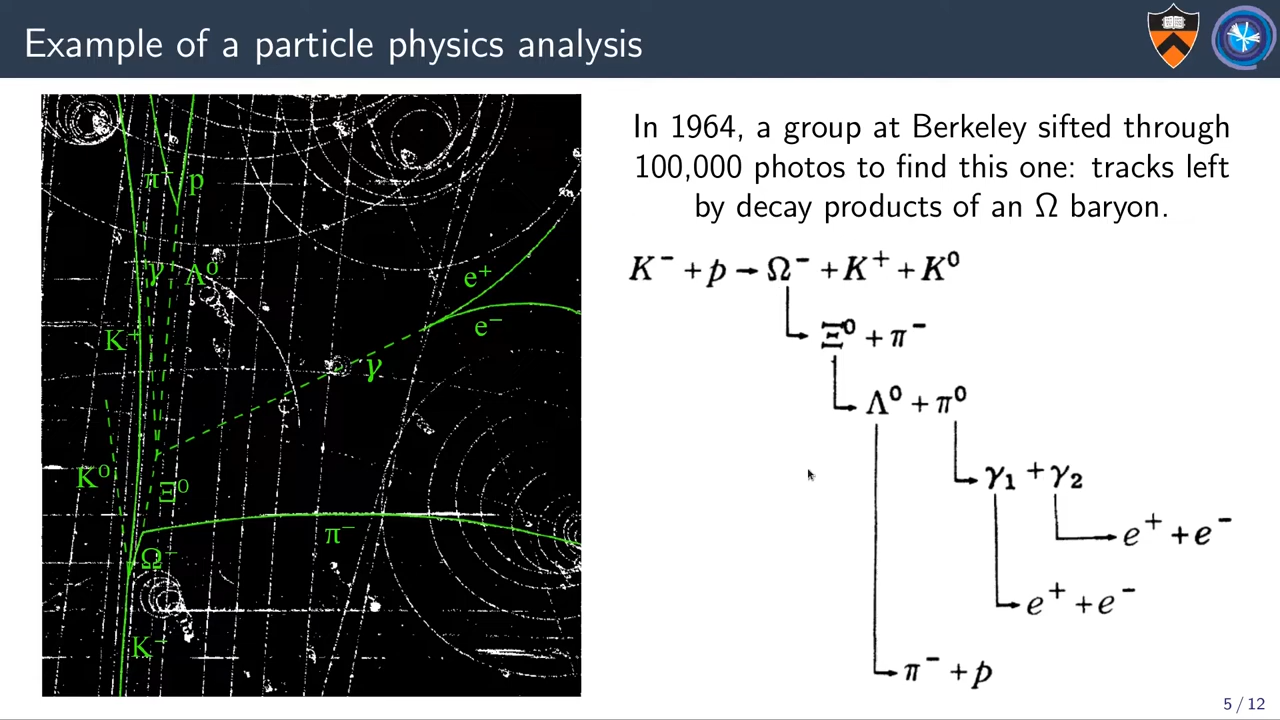 Example of a particle physics analysis
In 1964, a group at Berkeley sifted through
100,000 photos to find this one: tracks left
by decay products of an Ω baryon.
π⁻ p
γ Λ⁰
e⁺
K⁺
e⁻
γ
K⁰
Ξ⁰
π⁻
Ω⁻
K⁻
K⁻ + p → Ω⁻ + K⁺ + K⁰
Ξ⁰ + π⁻
Λ⁰ + π⁰
γ₁ + γ₂
e⁺ + e⁻
e⁺ + e⁻
π⁻ + p
5 / 12